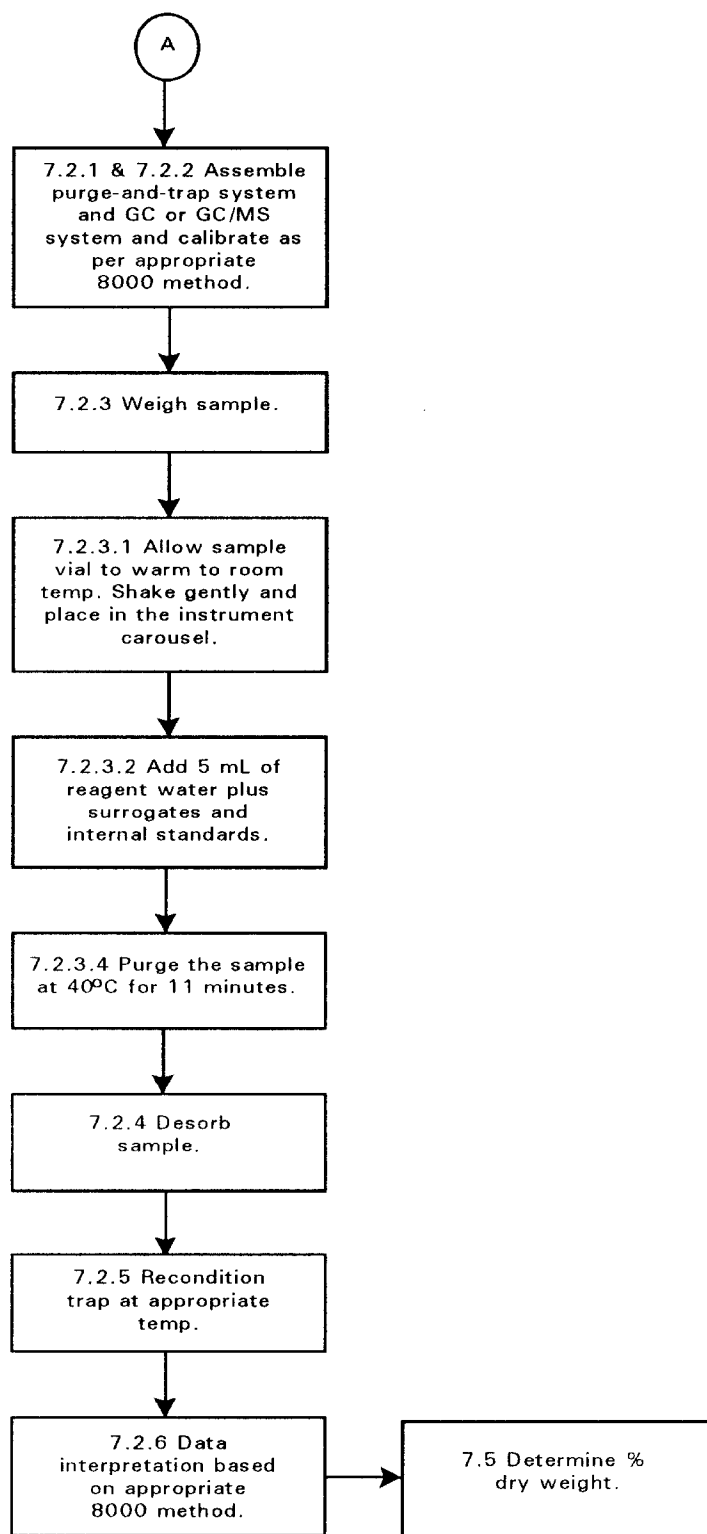 A
7.2.1 & 7.2.2 Assemble
purge-and-trap system
and GC or GC/MS
system and calibrate as
per appropriate
8000 method.
7.2.3 Weigh sample.
7.2.3.1 Allow sample
vial to warm to room
temp. Shake gently and
place in the instrument
carousel.
7.2.3.2 Add 5 mL of
reagent water plus
surrogates and
internal standards.
7.2.3.4 Purge the sample
at 40ºC for 11 minutes.
7.2.4 Desorb
sample.
7.2.5 Recondition
trap at appropriate
temp.
7.2.6 Data
interpretation based
on appropriate
8000 method.
7.5 Determine %
dry weight.